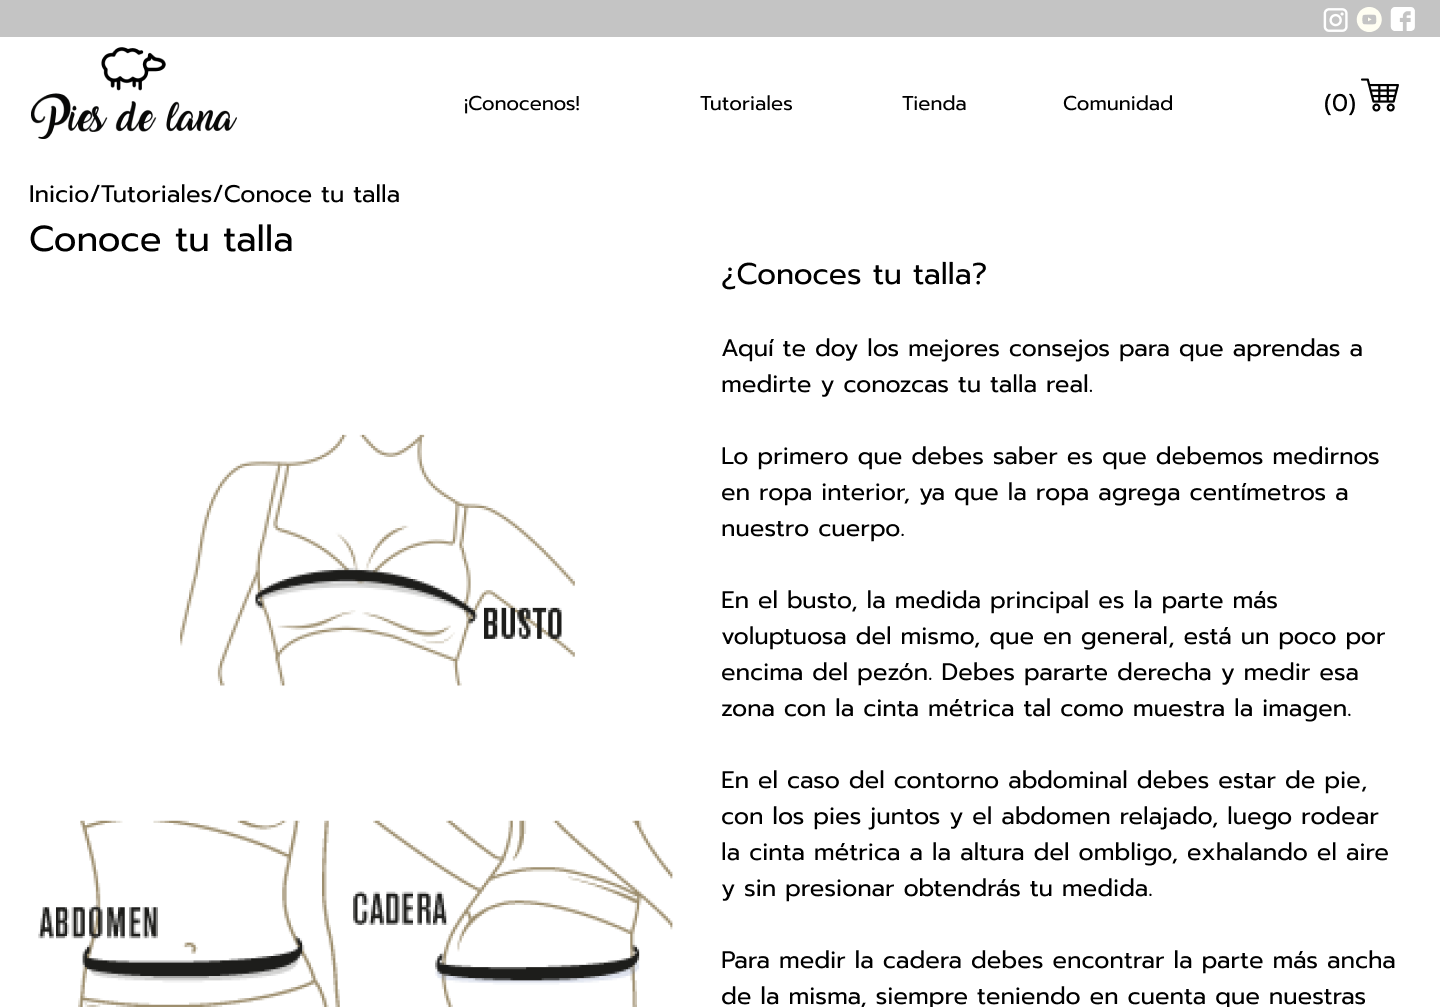 Pies de lana
¡Conocenos!
Tutoriales
Tienda
Comunidad
(0)
Inicio/Tutoriales/Conoce tu talla
Conoce tu talla
BUSTO
ABDOMEN
CADERA
¿Conoces tu talla?
Aquí te doy los mejores consejos para que aprendas a
medirte y conozcas tu talla real.
Lo primero que debes saber es que debemos medirnos
en ropa interior, ya que la ropa agrega centímetros a
nuestro cuerpo.
En el busto, la medida principal es la parte más
voluptuosa del mismo, que en general, está un poco por
encima del pezón. Debes pararte derecha y medir esa
zona con la cinta métrica tal como muestra la imagen.
En el caso del contorno abdominal debes estar de pie,
con los pies juntos y el abdomen relajado, luego rodear
la cinta métrica a la altura del ombligo, exhalando el aire
y sin presionar obtendrás tu medida.
Para medir la cadera debes encontrar la parte más ancha
de la misma, siempre teniendo en cuenta que nuestras